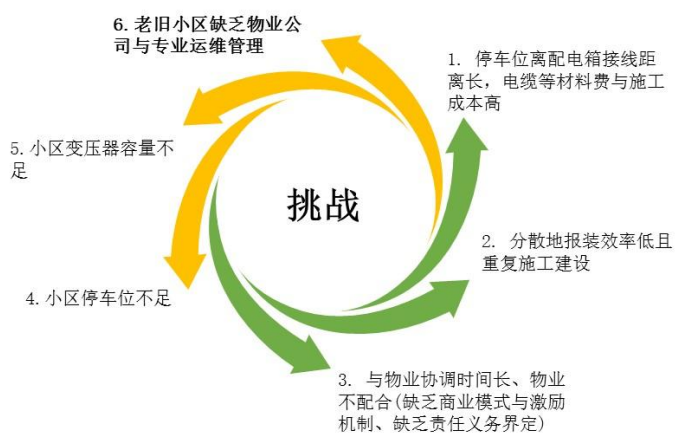 6. 老旧小区缺乏物业公
司与专业运维管理
1. 停车位离配电箱接线距
离长，电缆等材料费与施工
成本高
5. 小区变压器容量不
足
挑战
2. 分散地报装效率低且
重复施工建设
4. 小区停车位不足
3. 与物业协调时间长、物业
不配合(缺乏商业模式与激励
机制、缺乏责任义务界定)